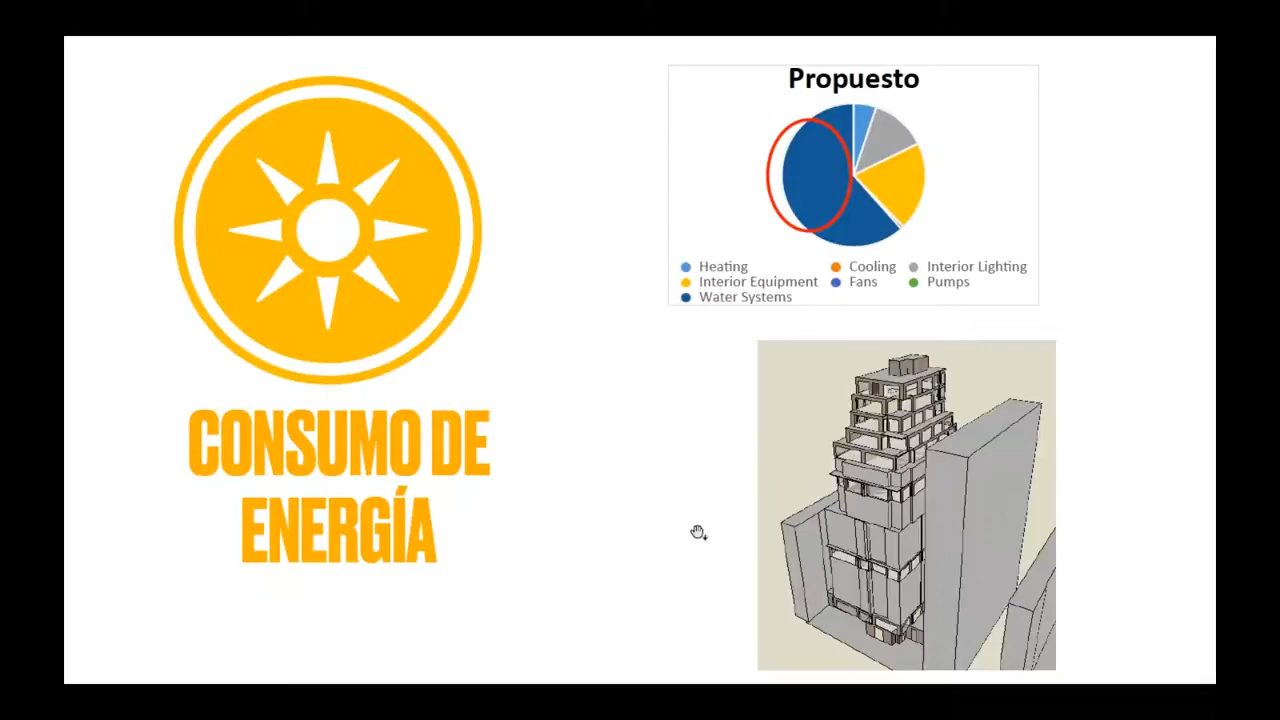 CONSUMO DE
ENERGÍA
Propuesto
Heating
Cooling
Interior Lighting
Interior Equipment
Fans
Pumps
Water Systems